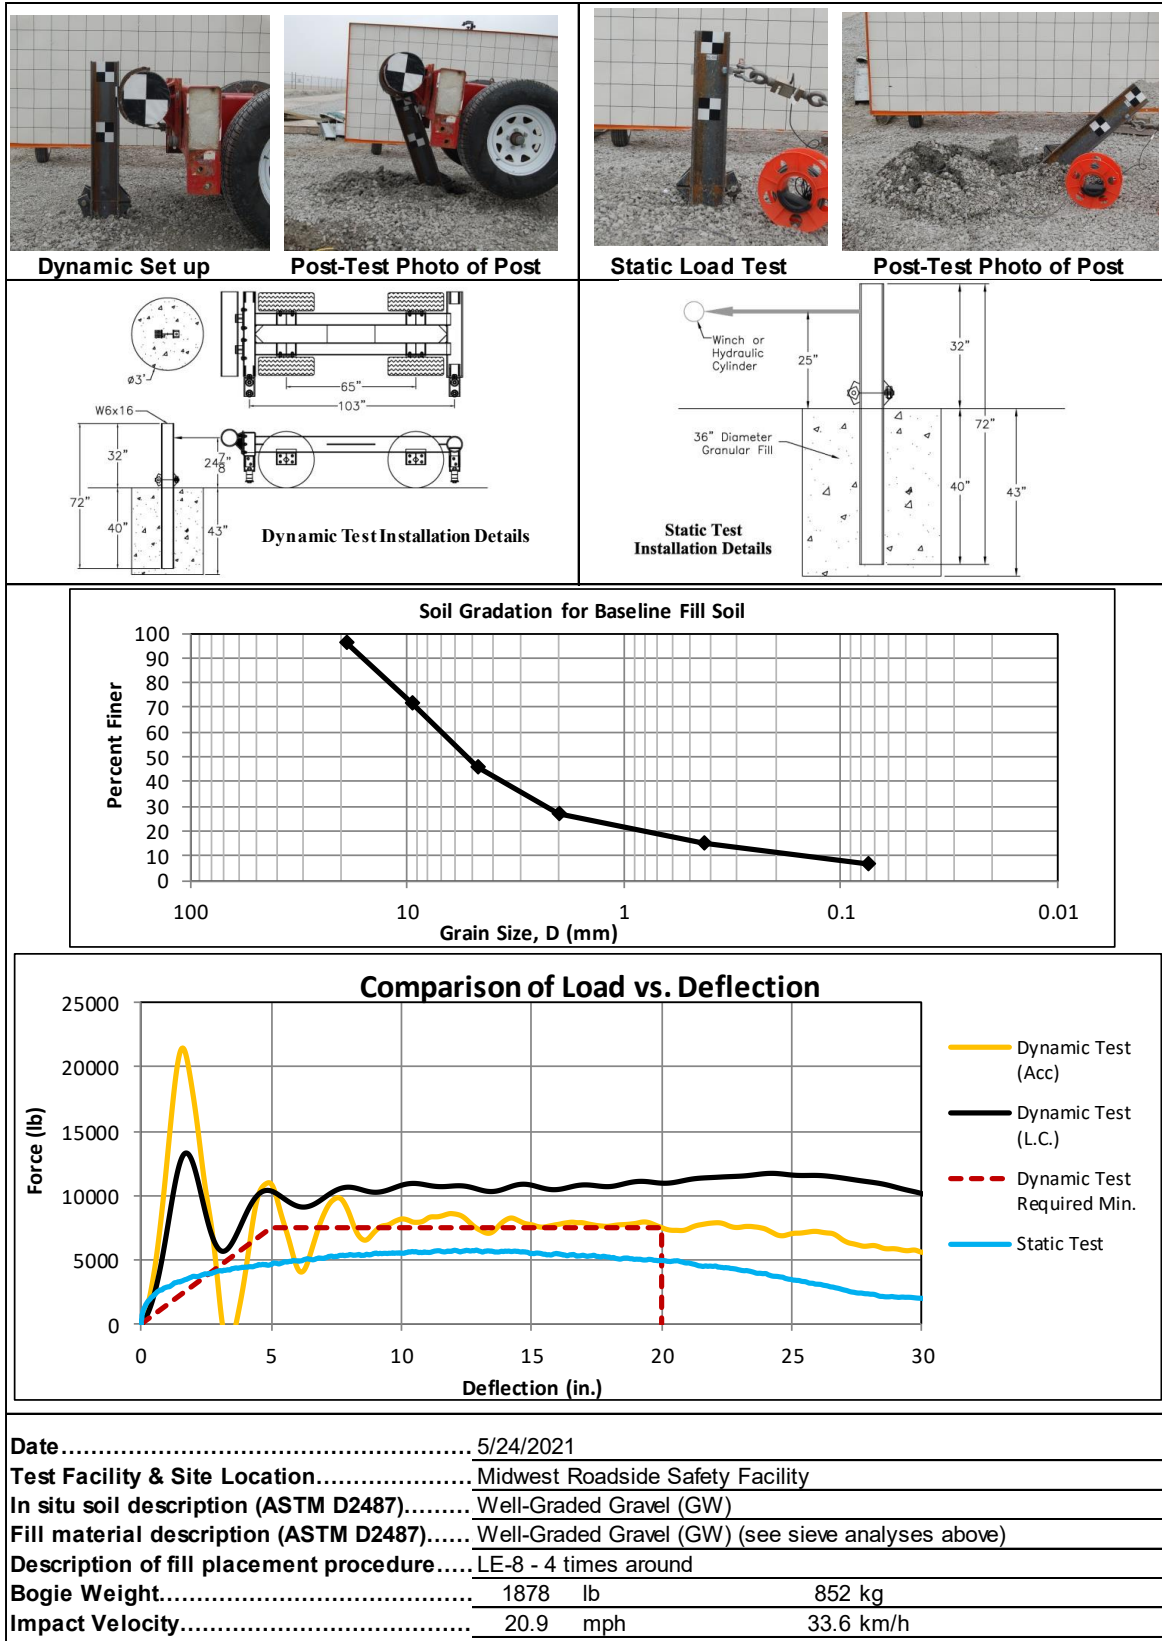 Dynamic Set up
Post-Test Photo of Post
Static Load Test
Post-Test Photo of Post
ø3'
65"
103"
W6x16
32"
24 7/8"
72"
40"
43"
Dynamic Test Installation Details
Winch or
Hydraulic
Cylinder
25"
32"
36" Diameter
Granular Fill
72"
40"
43"
Static Test
Installation Details
Soil Gradation for Baseline Fill Soil
Percent Finer
100
90
80
70
60
50
40
30
20
10
0
100
10
1
0.1
0.01
Grain Size, D (mm)
Comparison of Load vs. Deflection
Force (lb)
25000
20000
15000
10000
5000
0
0
5
10
15
20
25
30
Deflection (in.)
Dynamic Test
(Acc)
Dynamic Test
(L.C.)
Dynamic Test
Required Min.
Static Test
Date.................................................... 5/24/2021
Test Facility & Site Location..................... Midwest Roadside Safety Facility
In situ soil description (ASTM D2487)........ Well-Graded Gravel (GW)
Fill material description (ASTM D2487)...... Well-Graded Gravel (GW) (see sieve analyses above)
Description of fill placement procedure..... LE-8 - 4 times around
Bogie Weight....................................... 1878 lb 852 kg
Impact Velocity.................................... 20.9 mph 33.6 km/h